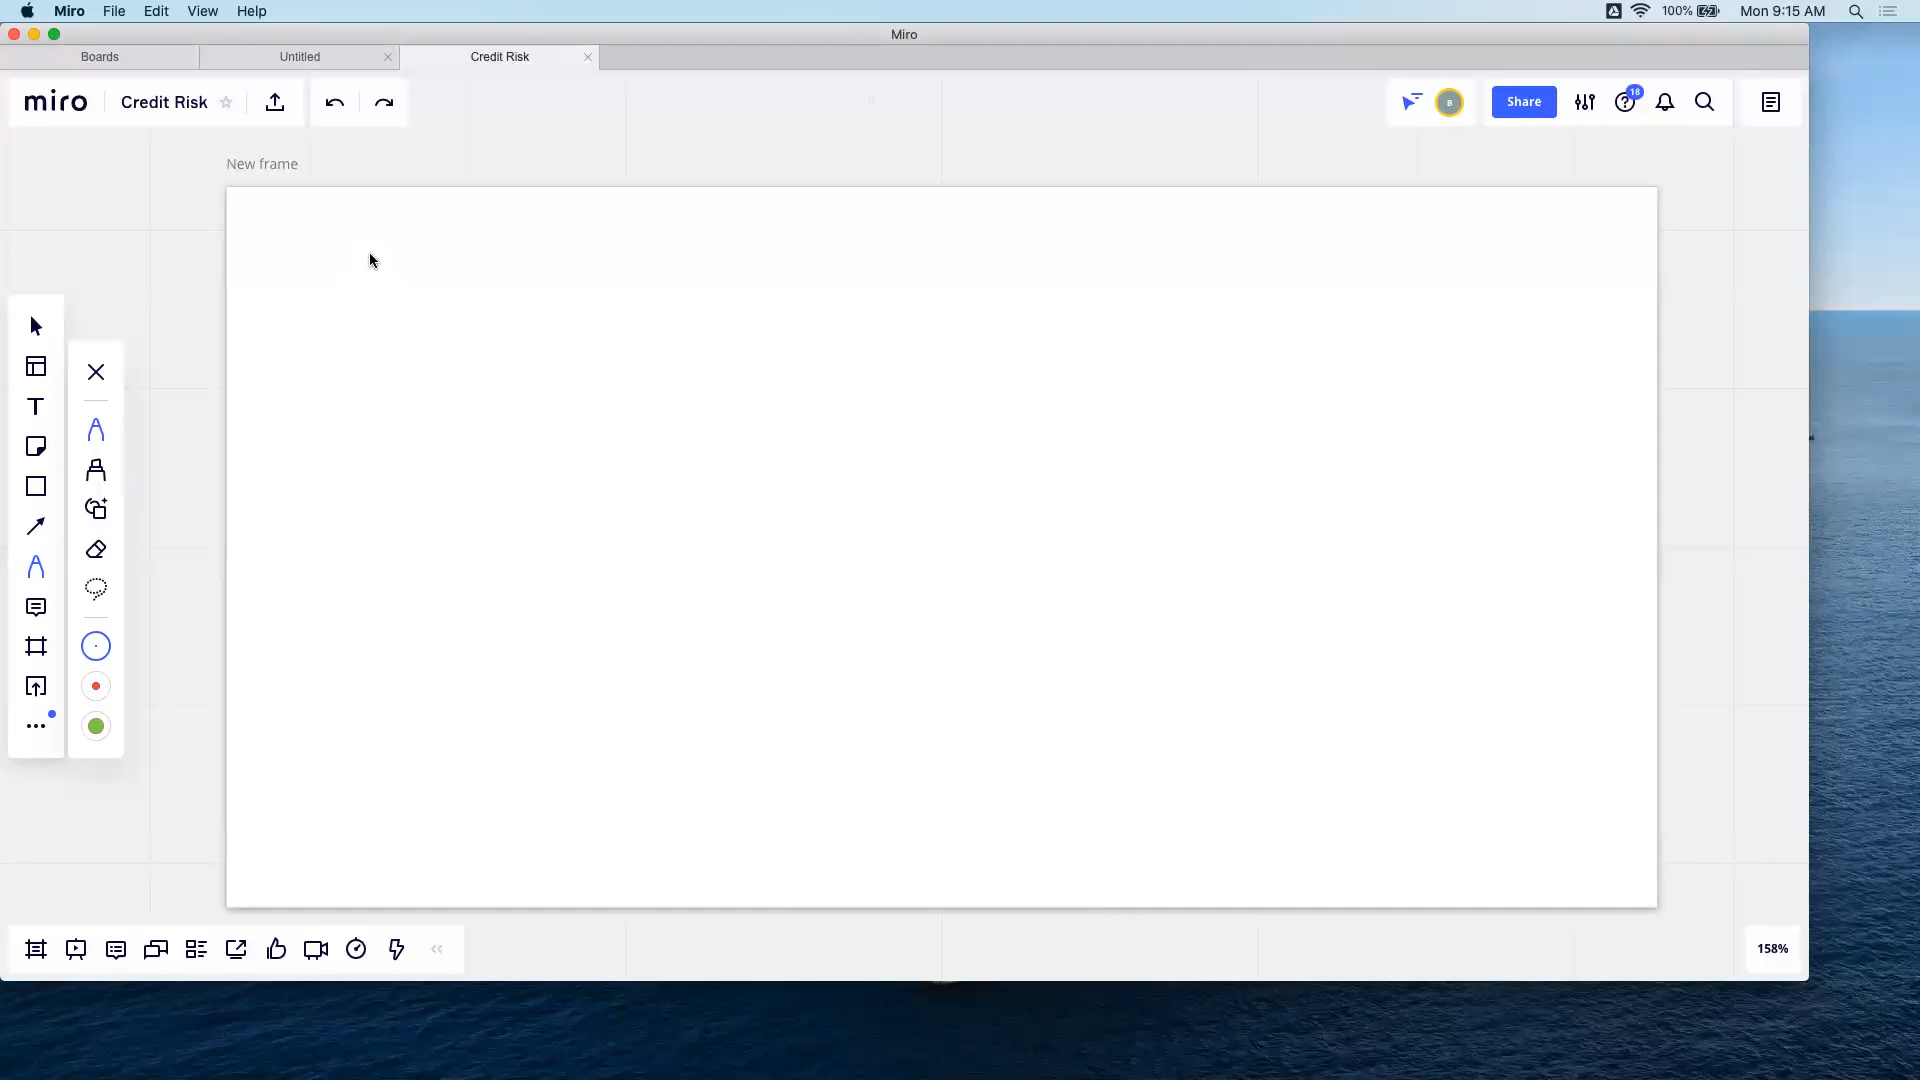 Miro File Edit View Help 100% Mon 9:15 AM
Miro
Boards Untitled Credit Risk
miro Credit Risk B Share 18
New frame
158%